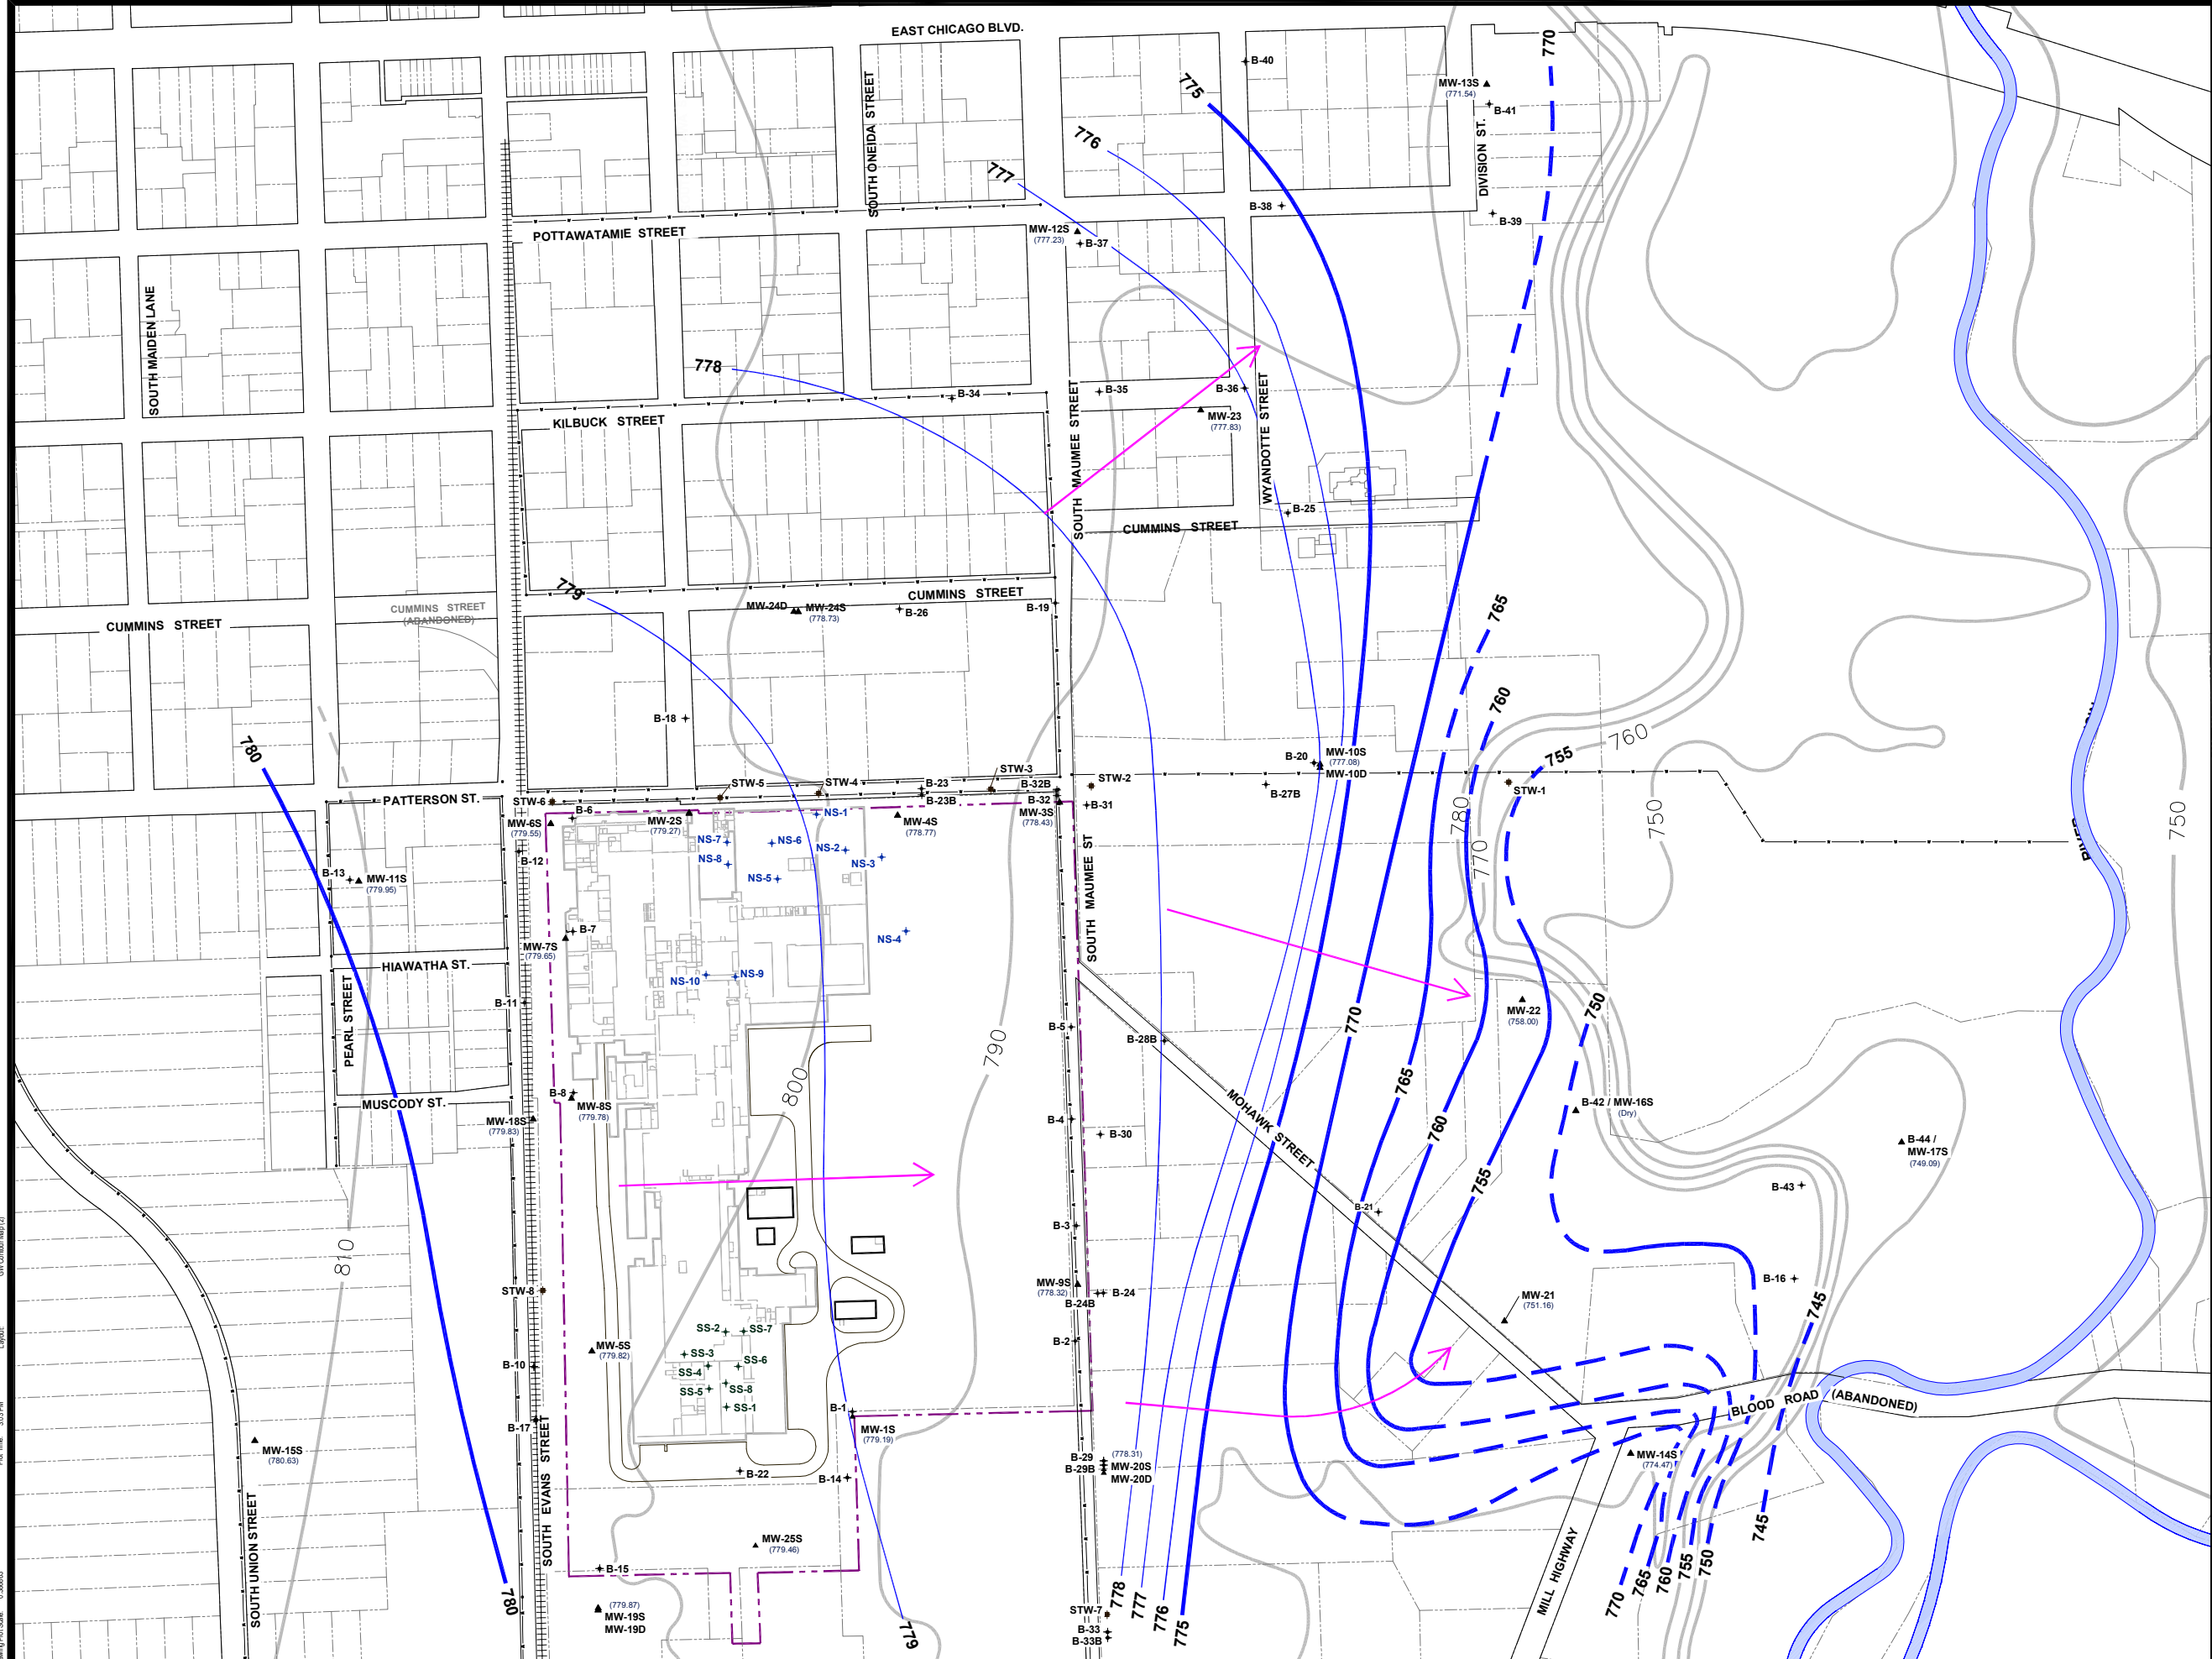 EAST CHICAGO BLVD.
770
B-40
775
MW-13S
(771.54)
B-41
SOUTH ONEIDA STREET
DIVISION ST.
776
777
B-38
B-39
POTTAWATAMIE STREET
MW-12S
(777.23)
B-37
SOUTH MAIDEN LANE
778
B-34
B-35
B-36
KILBUCK STREET
MW-23
(777.83)
SOUTH MAUMEE STREET
WYANDOTTE STREET
B-25
CUMMINS STREET
779
CUMMINS STREET
MW-24D
MW-24S
(778.73)
B-26
B-19
CUMMINS STREET
(ABANDONED)
CUMMINS STREET
765
B-18
760
780
760
755
B-20
MW-10S
(777.08)
MW-10D
STW-3
STW-2
STW-5
STW-4
B-23
B-32B
B-27B
STW-1
PATTERSON ST.
STW-6
B-23B
B-32
B-31
B-6
MW-6S
(779.55)
MW-2S
(779.27)
NS-1
MW-4S
(778.77)
MW-3S
(778.43)
780
750
750
NS-7
NS-6
NS-2
NS-8
NS-3
B-12
RIVER
B-13
MW-11S
(779.95)
NS-5
770
SOUTH MAUMEE ST
B-7
MW-7S
(779.65)
NS-4
HIAWATHA ST.
NS-9
NS-10
PEARL STREET
B-11
750
MW-22
(758.00)
770
B-5
B-28B
790
800
765
B-8
MW-8S
(779.78)
MUSCODY ST.
MW-18S
(779.83)
MOHAWK STREET
B-42 / MW-16S
(Dry)
B-4
B-30
760
B-44 /
MW-17S
(749.09)
755
B-43
B-21
B-3
810
B-16
MW-9S
(778.32)
B-24
B-24B
STW-8
MW-21
(751.16)
745
SS-2
SS-7
B-2
MW-5S
(779.82)
SS-3
SS-6
SS-4
B-10
SS-8
SS-5
SS-1
BLOOD ROAD (ABANDONED)
B-1
B-17
MW-1S
(779.19)
MW-15S
(780.63)
SOUTH EVANS STREET
B-22
B-14
(778.31)
B-29
B-29B
MW-20S
MW-20D
MW-14S
(774.47)
SOUTH UNION STREET
MW-25S
(779.46)
745
B-15
MILL HIGHWAY
750
755
760
765
770
780
(779.87)
MW-19S
MW-19D
778
777
776
775
STW-7
B-33
B-33B
779